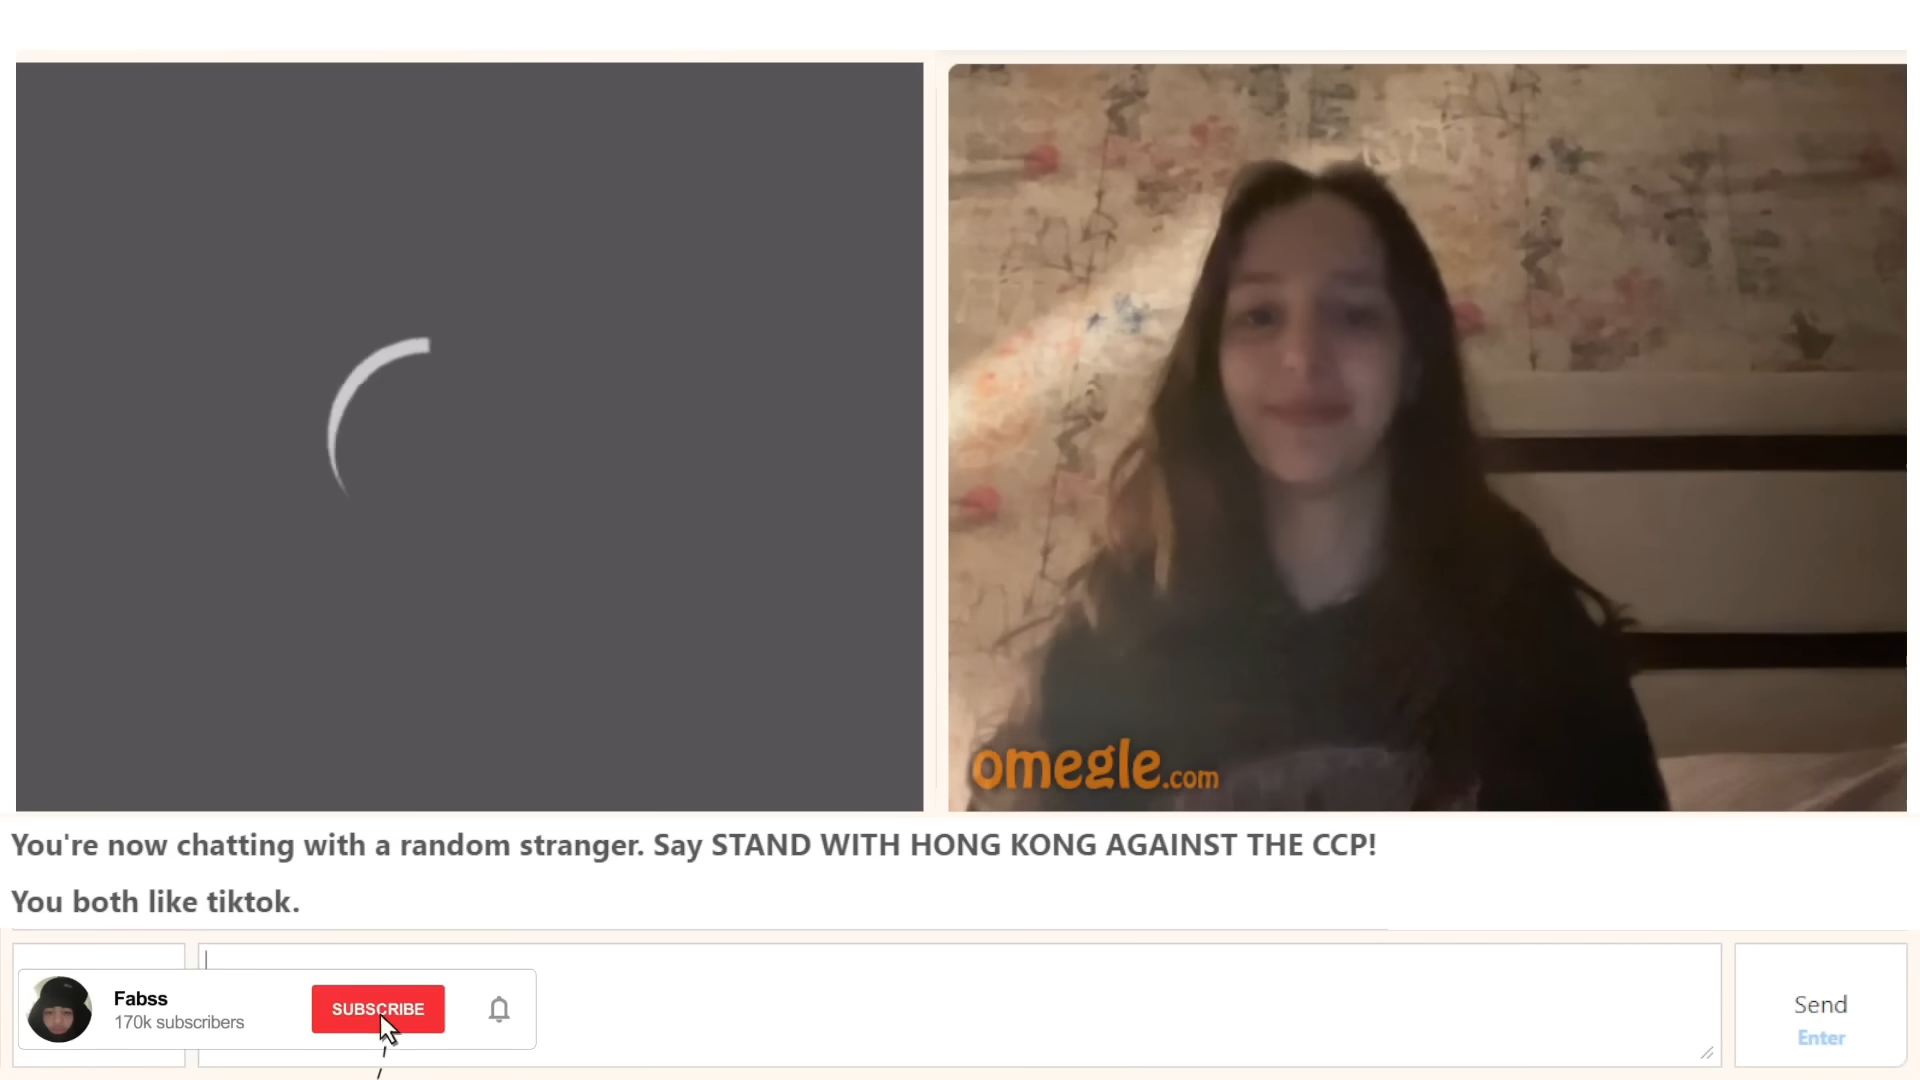 omegle.com
You're now chatting with a random stranger. Say STAND WITH HONG KONG AGAINST THE CCP!
You both like tiktok.
Fabss
170k subscribers
SUBSCRIBE
Send
Enter